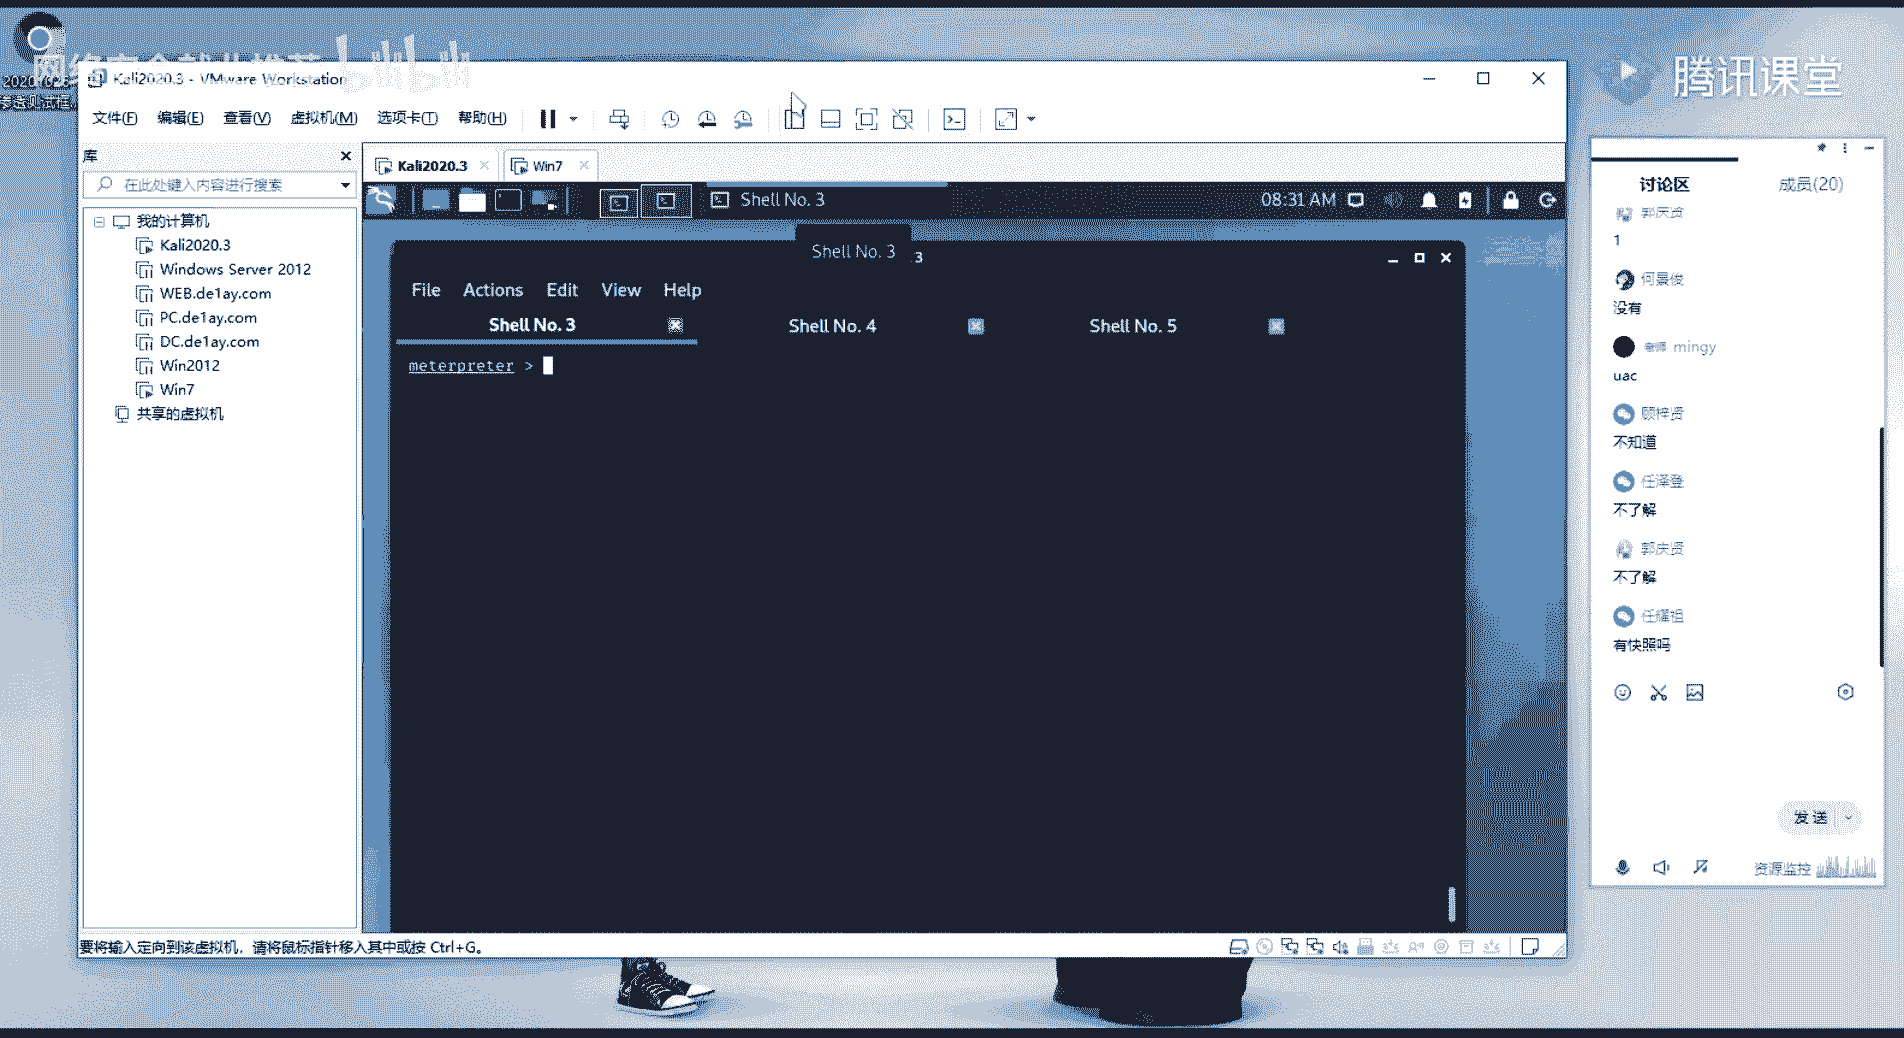 Kali2020.3 - VMware Workstation
腾讯课堂
文件(F) 编辑(E) 查看(V) 虚拟机(M) 选项卡(T) 帮助(H)
库
在此处键入内容进行搜索
我的计算机
Kali2020.3
Windows Server 2012
WEB.de1ay.com
PC.de1ay.com
DC.de1ay.com
Win2012
Win7
共享的虚拟机
Kali2020.3 Win7
Shell No. 3 08:31 AM
Shell No. 3 3
File Actions Edit View Help
Shell No. 3 Shell No. 4 Shell No. 5
meterpreter >
要将输入定向到该虚拟机，请将鼠标指针移入其中或按 Ctrl+G。
讨论区 成员(20)
郭庆贤
1
何景俊
没有
老师 mingy
uac
顾梓贤
不知道
任泽登
不了解
郭庆贤
不了解
任耀祖
有快照吗
发送
资源监控